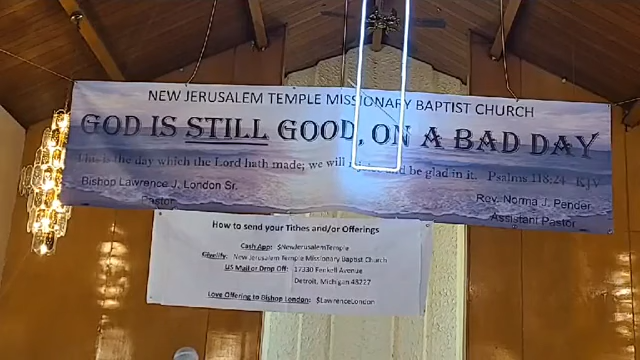 NEW JERUSALEM TEMPLE MISSIONARY BAPTIST CHURCH
GOD IS STILL GOOD, ON A BAD DAY
This is the day which the Lord hath made; we will be glad in it. Psalms 118:24 KJV
Bishop Lawrence J. London Sr.
Pastor
Rev. Norma J. Pender
Assistant Pastor
How to send your Tithes and/or Offerings
Cash App: $NewJerusalemTemple
Givelify: New Jerusalem Temple Missionary Baptist Church
US Mail or Drop Off: 17330 Fenkell Avenue
Detroit, Michigan 48227
Love Offering to Bishop London: $LawrenceLondon